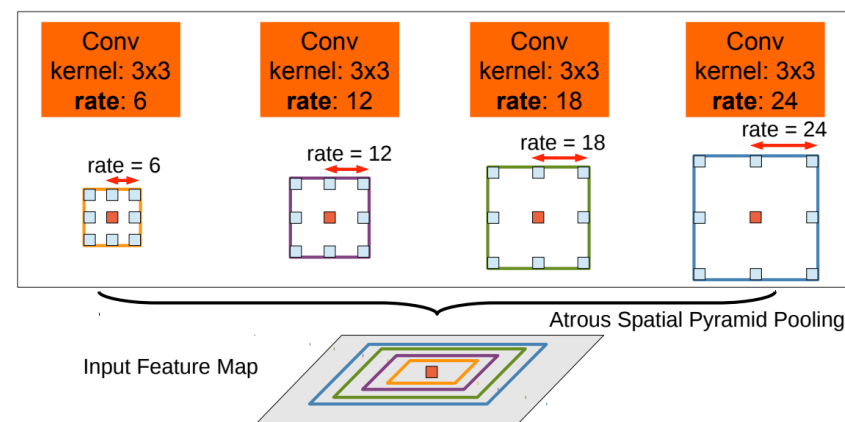 Conv
kernel: 3x3
rate: 6
Conv
kernel: 3x3
rate: 12
Conv
kernel: 3x3
rate: 18
Conv
kernel: 3x3
rate: 24
rate = 6
rate = 12
rate = 18
rate = 24
Atrous Spatial Pyramid Pooling
Input Feature Map